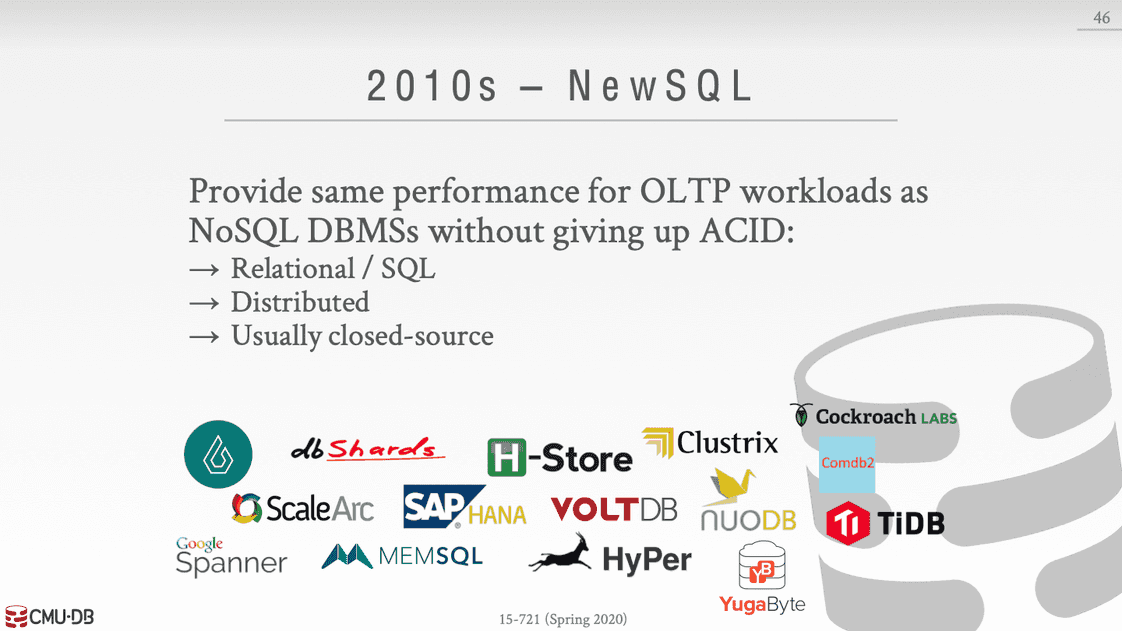 46
2010s – NewSQL
Provide same performance for OLTP workloads as
NoSQL DBMSs without giving up ACID:
→ Relational / SQL
→ Distributed
→ Usually closed-source
Cockroach LABS
dbShards
H-Store
Clustrix
Comdb2
ScaleArc
SAP HANA
VOLTDB
NUODB
TiDB
Google
Spanner
MEMSQL
HyPer
YB
YugaByte
CMU·DB
15-721 (Spring 2020)